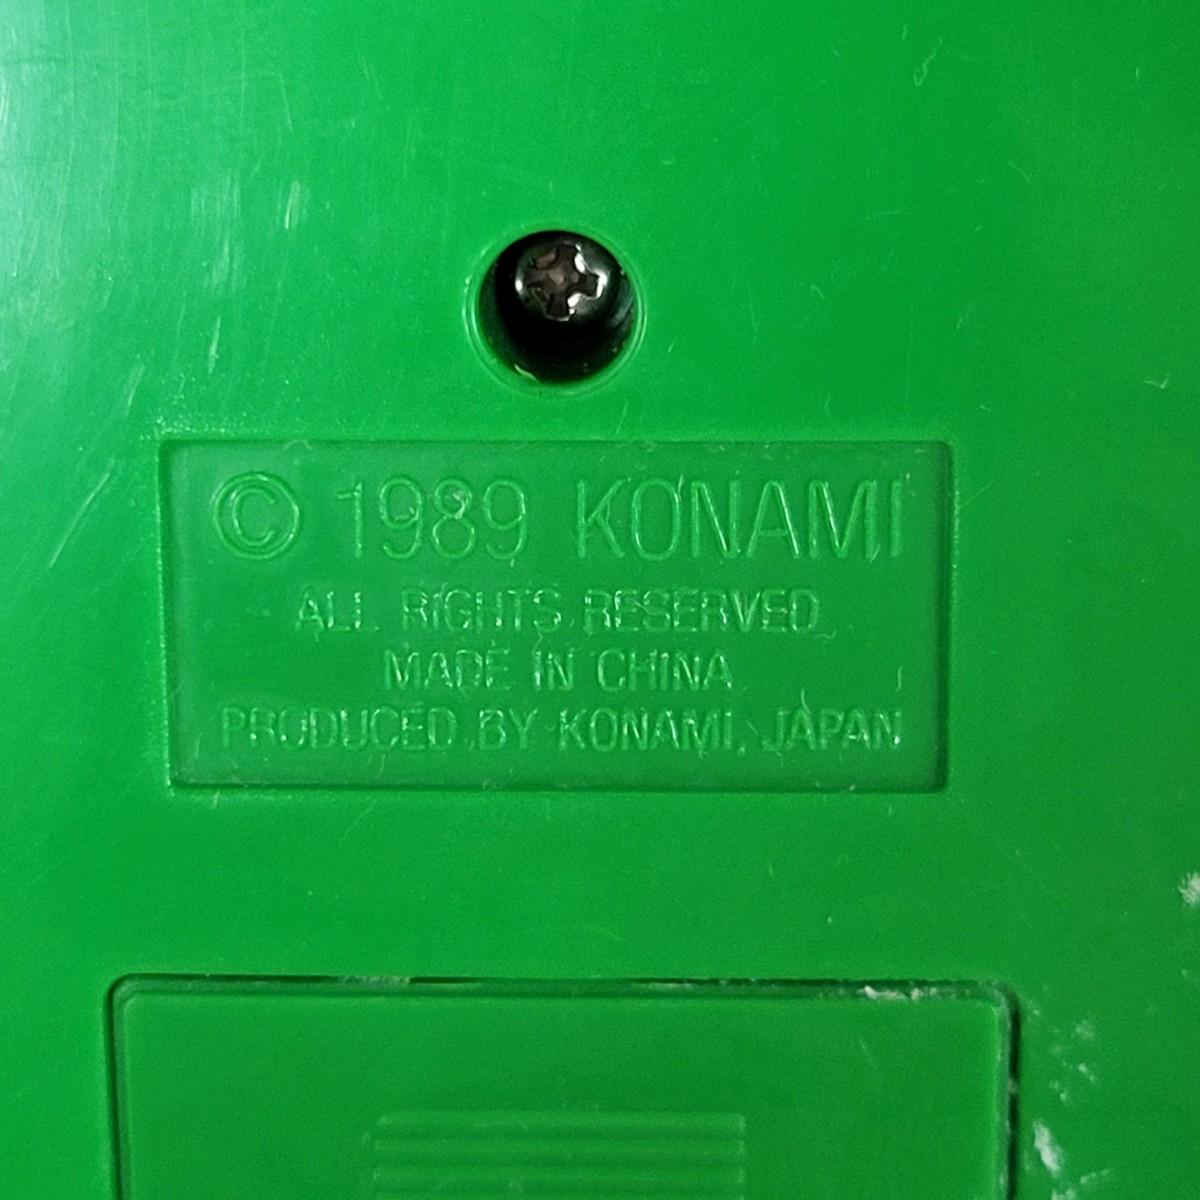 © 1989 KONAMI
ALL RIGHTS RESERVED
MADE IN CHINA
PRODUCED BY KONAMI, JAPAN